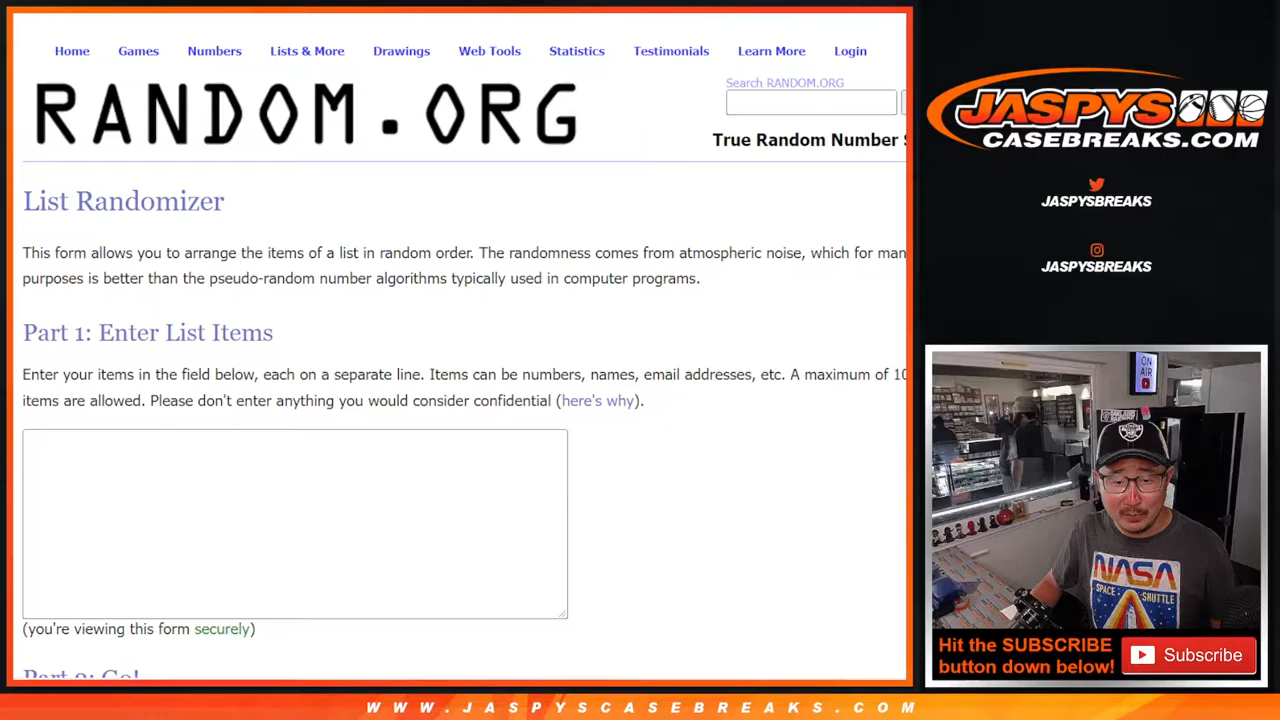 Home Games Numbers Lists & More Drawings Web Tools Statistics Testimonials Learn More Login
RANDOM.ORG
Search RANDOM.ORG
True Random Number S
List Randomizer
This form allows you to arrange the items of a list in random order. The randomness comes from atmospheric noise, which for man
purposes is better than the pseudo-random number algorithms typically used in computer programs.
Part 1: Enter List Items
Enter your items in the field below, each on a separate line. Items can be numbers, names, email addresses, etc. A maximum of 10
items are allowed. Please don't enter anything you would consider confidential (here's why).
(you're viewing this form securely)
Part 2: Go!
JASPYS
CASEBREAKS.COM
JASPYSBREAKS
JASPYSBREAKS
ON
AIR
NASA
SPACE SHUTTLE
Hit the SUBSCRIBE
button down below!
Subscribe
WWW.JASPYSCASEBREAKS.COM